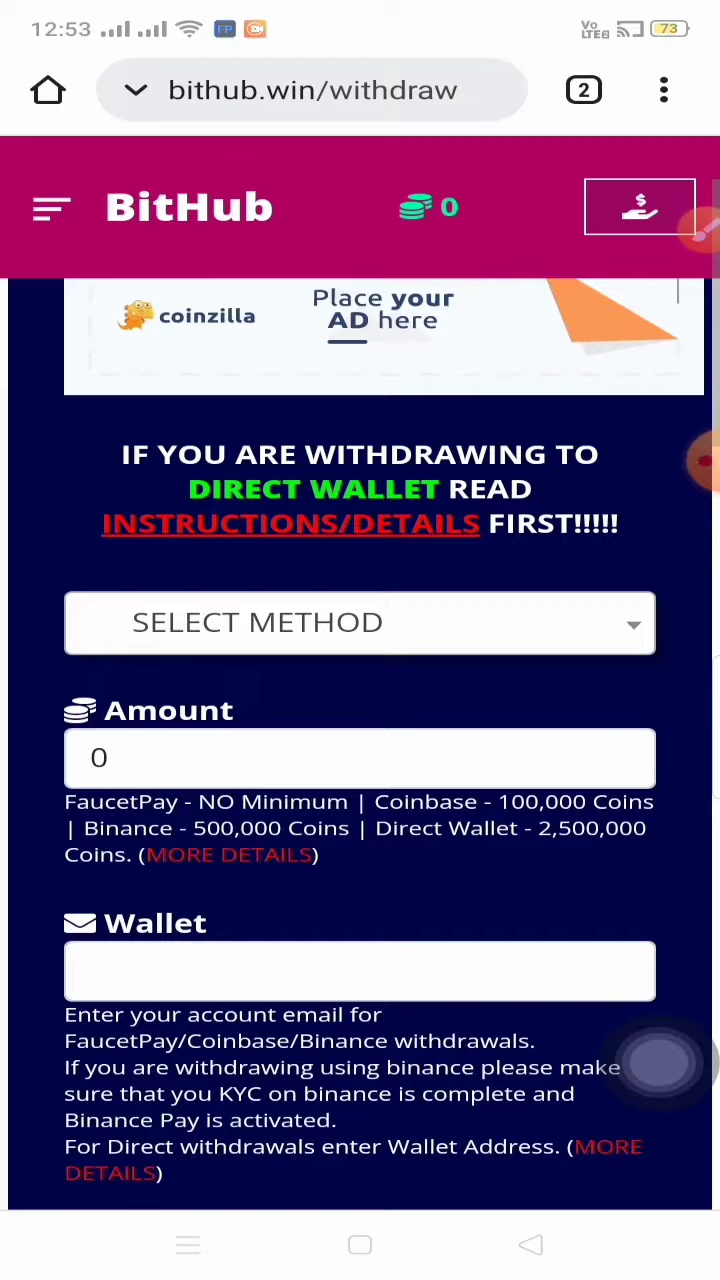 12:53
Vo
LTE2
73
bithub.win/withdraw
2
BitHub
0
coinzilla
Place your
AD here
IF YOU ARE WITHDRAWING TO
DIRECT WALLET READ
INSTRUCTIONS/DETAILS FIRST!!!!!
SELECT METHOD
Amount
0
FaucetPay - NO Minimum | Coinbase - 100,000 Coins
| Binance - 500,000 Coins | Direct Wallet - 2,500,000
Coins. (MORE DETAILS)
Wallet
Enter your account email for
FaucetPay/Coinbase/Binance withdrawals.
If you are withdrawing using binance please make
sure that you KYC on binance is complete and
Binance Pay is activated.
For Direct withdrawals enter Wallet Address. (MORE
DETAILS)